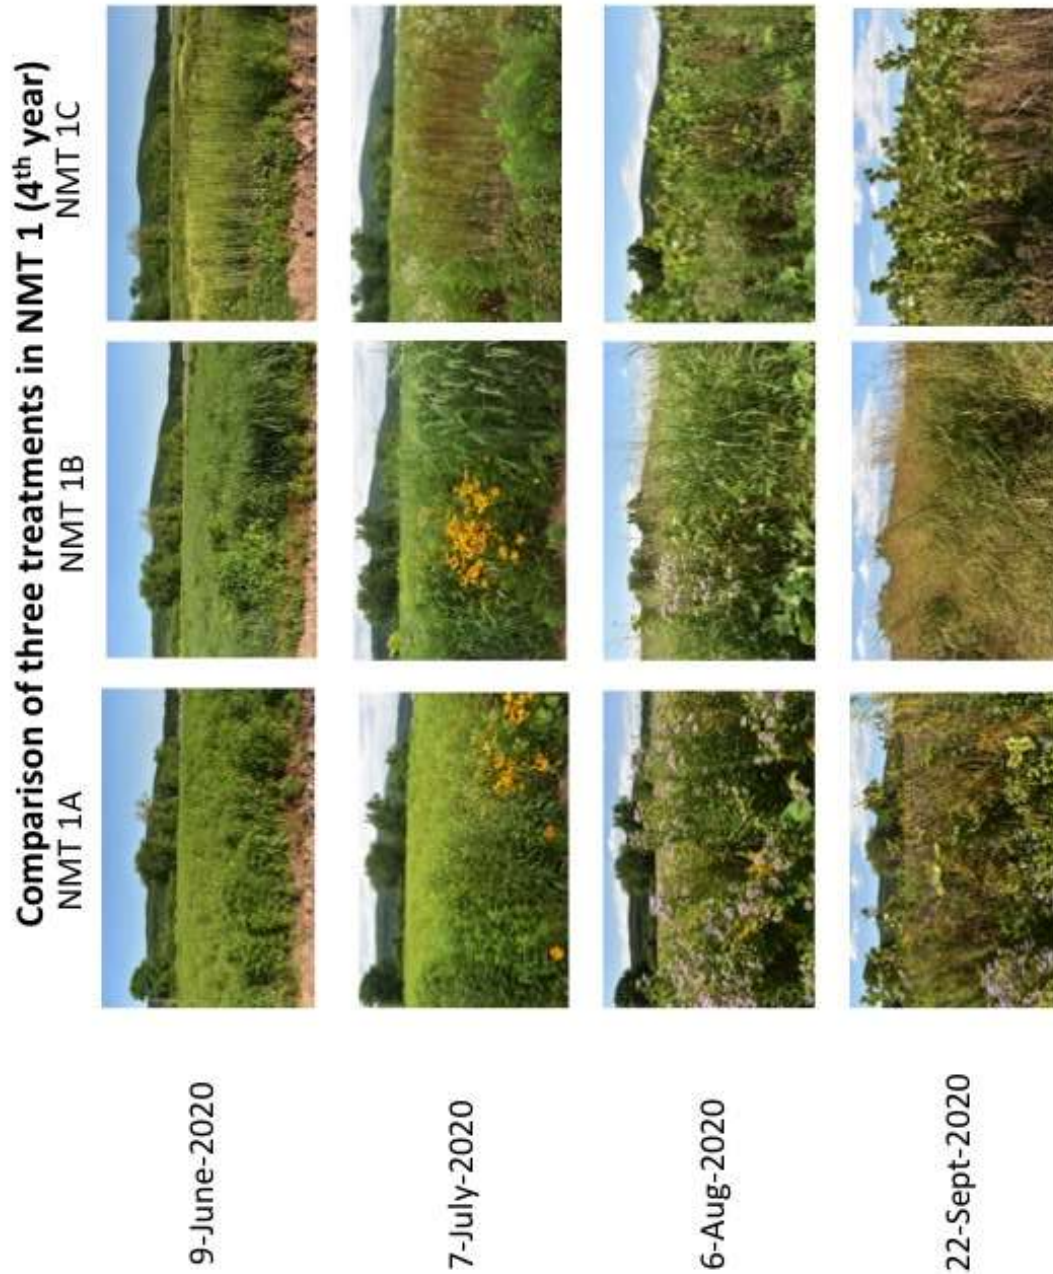 Comparison of three treatments in NMT 1 (4th year)
NMT 1A NMT 1B NMT 1C
9-June-2020
7-July-2020
6-Aug-2020
22-Sept-2020